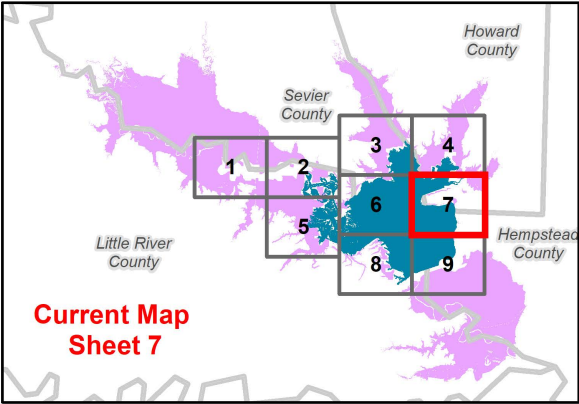 Howard
County
Sevier
County
3
4
1
2
6
7
5
Little River
County
Hempstead
County
8
9
Current Map
Sheet 7